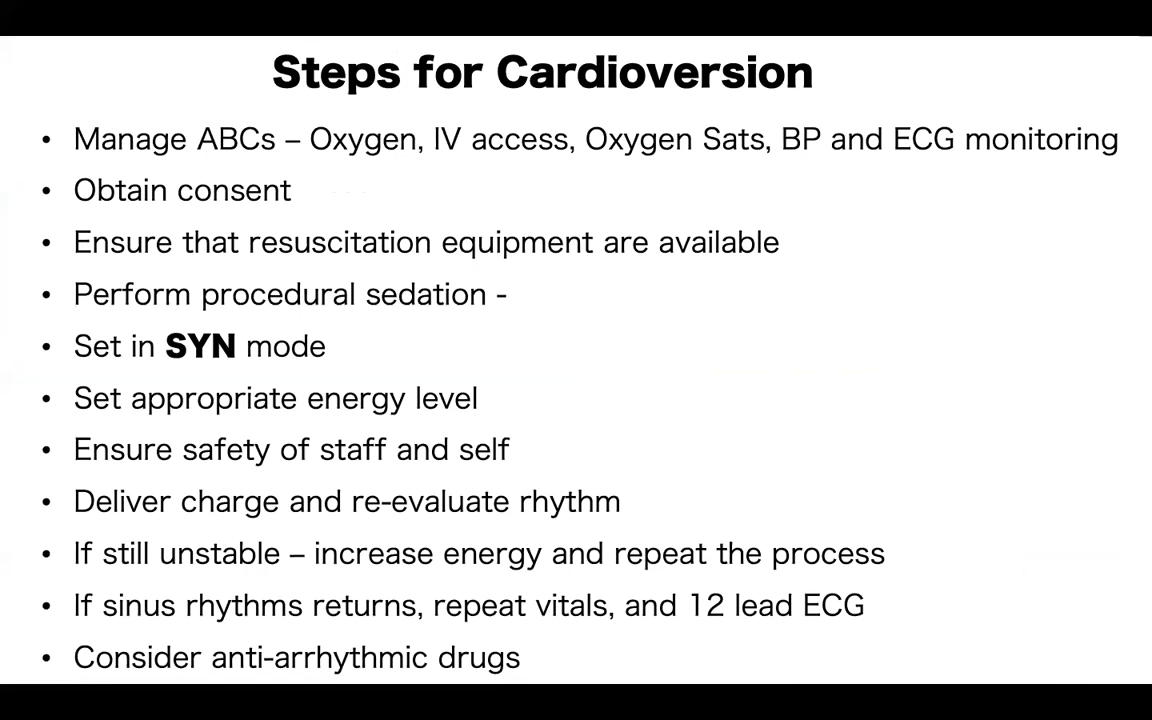 Steps for Cardioversion
• Manage ABCs – Oxygen, IV access, Oxygen Sats, BP and ECG monitoring
• Obtain consent
• Ensure that resuscitation equipment are available
• Perform procedural sedation -
• Set in SYN mode
• Set appropriate energy level
• Ensure safety of staff and self
• Deliver charge and re-evaluate rhythm
• If still unstable – increase energy and repeat the process
• If sinus rhythms returns, repeat vitals, and 12 lead ECG
• Consider anti-arrhythmic drugs